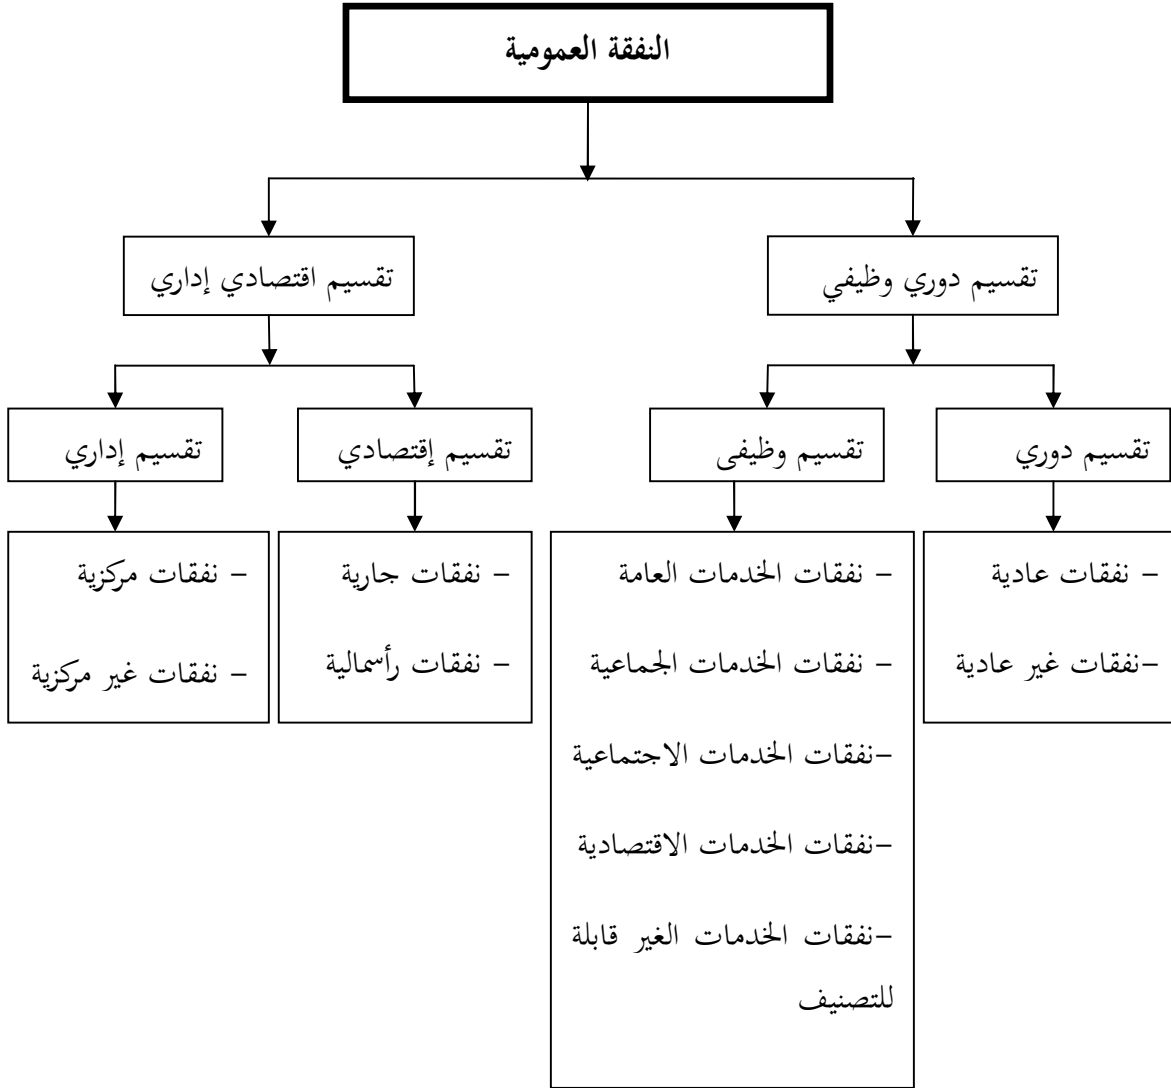 النفقة العمومية
تقسيم دوري وظيفي
تقسيم اقتصادي إداري
تقسيم دوري
تقسيم وظيفى
تقسيم إقتصادي
تقسيم إداري
– نفقات عادية
–نفقات غير عادية
– نفقات الخدمات العامة
– نفقات الخدمات الجماعية
–نفقات الخدمات الاجتماعية
–نفقات الخدمات الاقتصادية
–نفقات الخدمات الغير قابلة
للتصنيف
– نفقات جارية
– نفقات رأسمالية
– نفقات مركزية
– نفقات غير مركزية